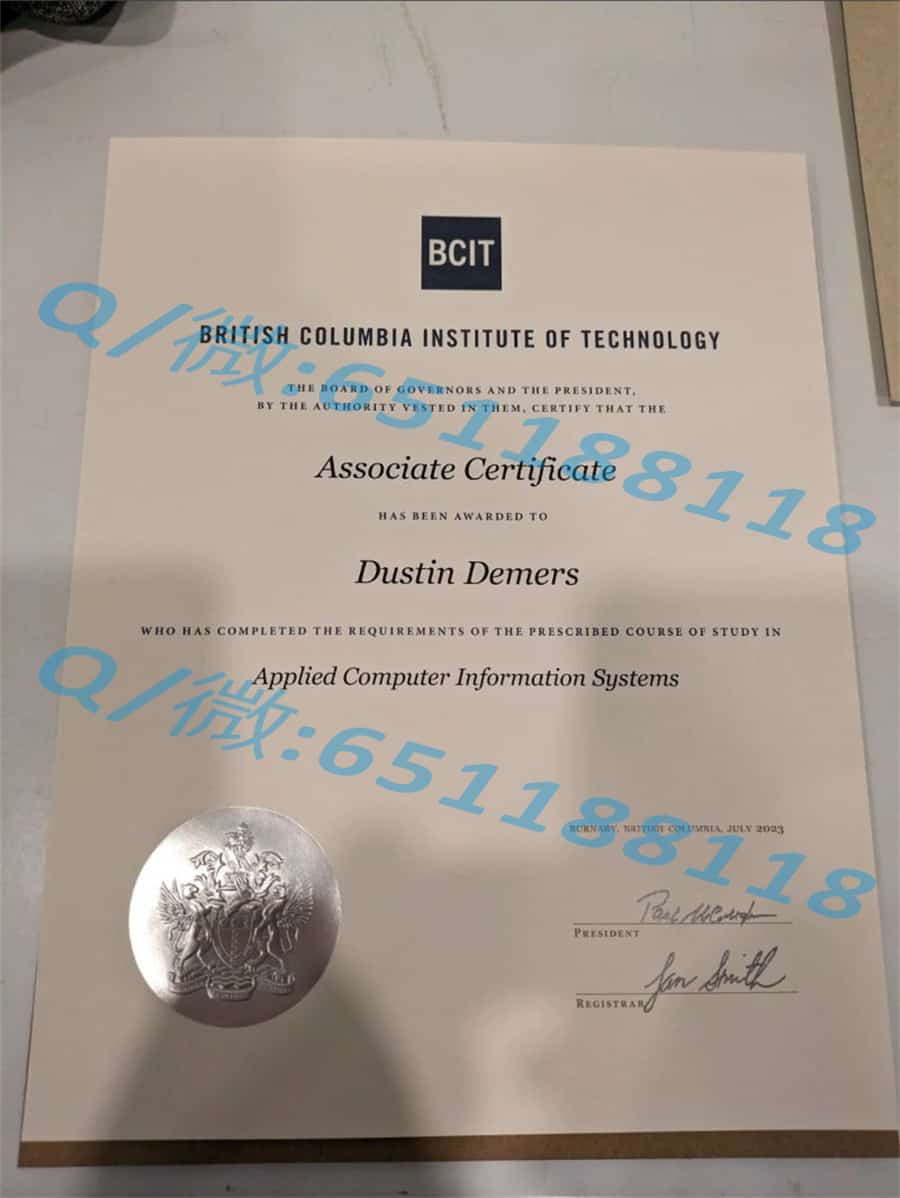 BCIT
BRITISH COLUMBIA INSTITUTE OF TECHNOLOGY
THE BOARD OF GOVERNORS AND THE PRESIDENT,
BY THE AUTHORITY VESTED IN THEM, CERTIFY THAT THE
Q/微:651188118
Associate Certificate
HAS BEEN AWARDED TO
Dustin Demers
WHO HAS COMPLETED THE REQUIREMENTS OF THE PRESCRIBED COURSE OF STUDY IN
Applied Computer Information Systems
Q/微:651188118
BURNABY, BRITISH COLUMBIA, JULY 2023
PRESIDENT
Jan Smith
REGISTRAR